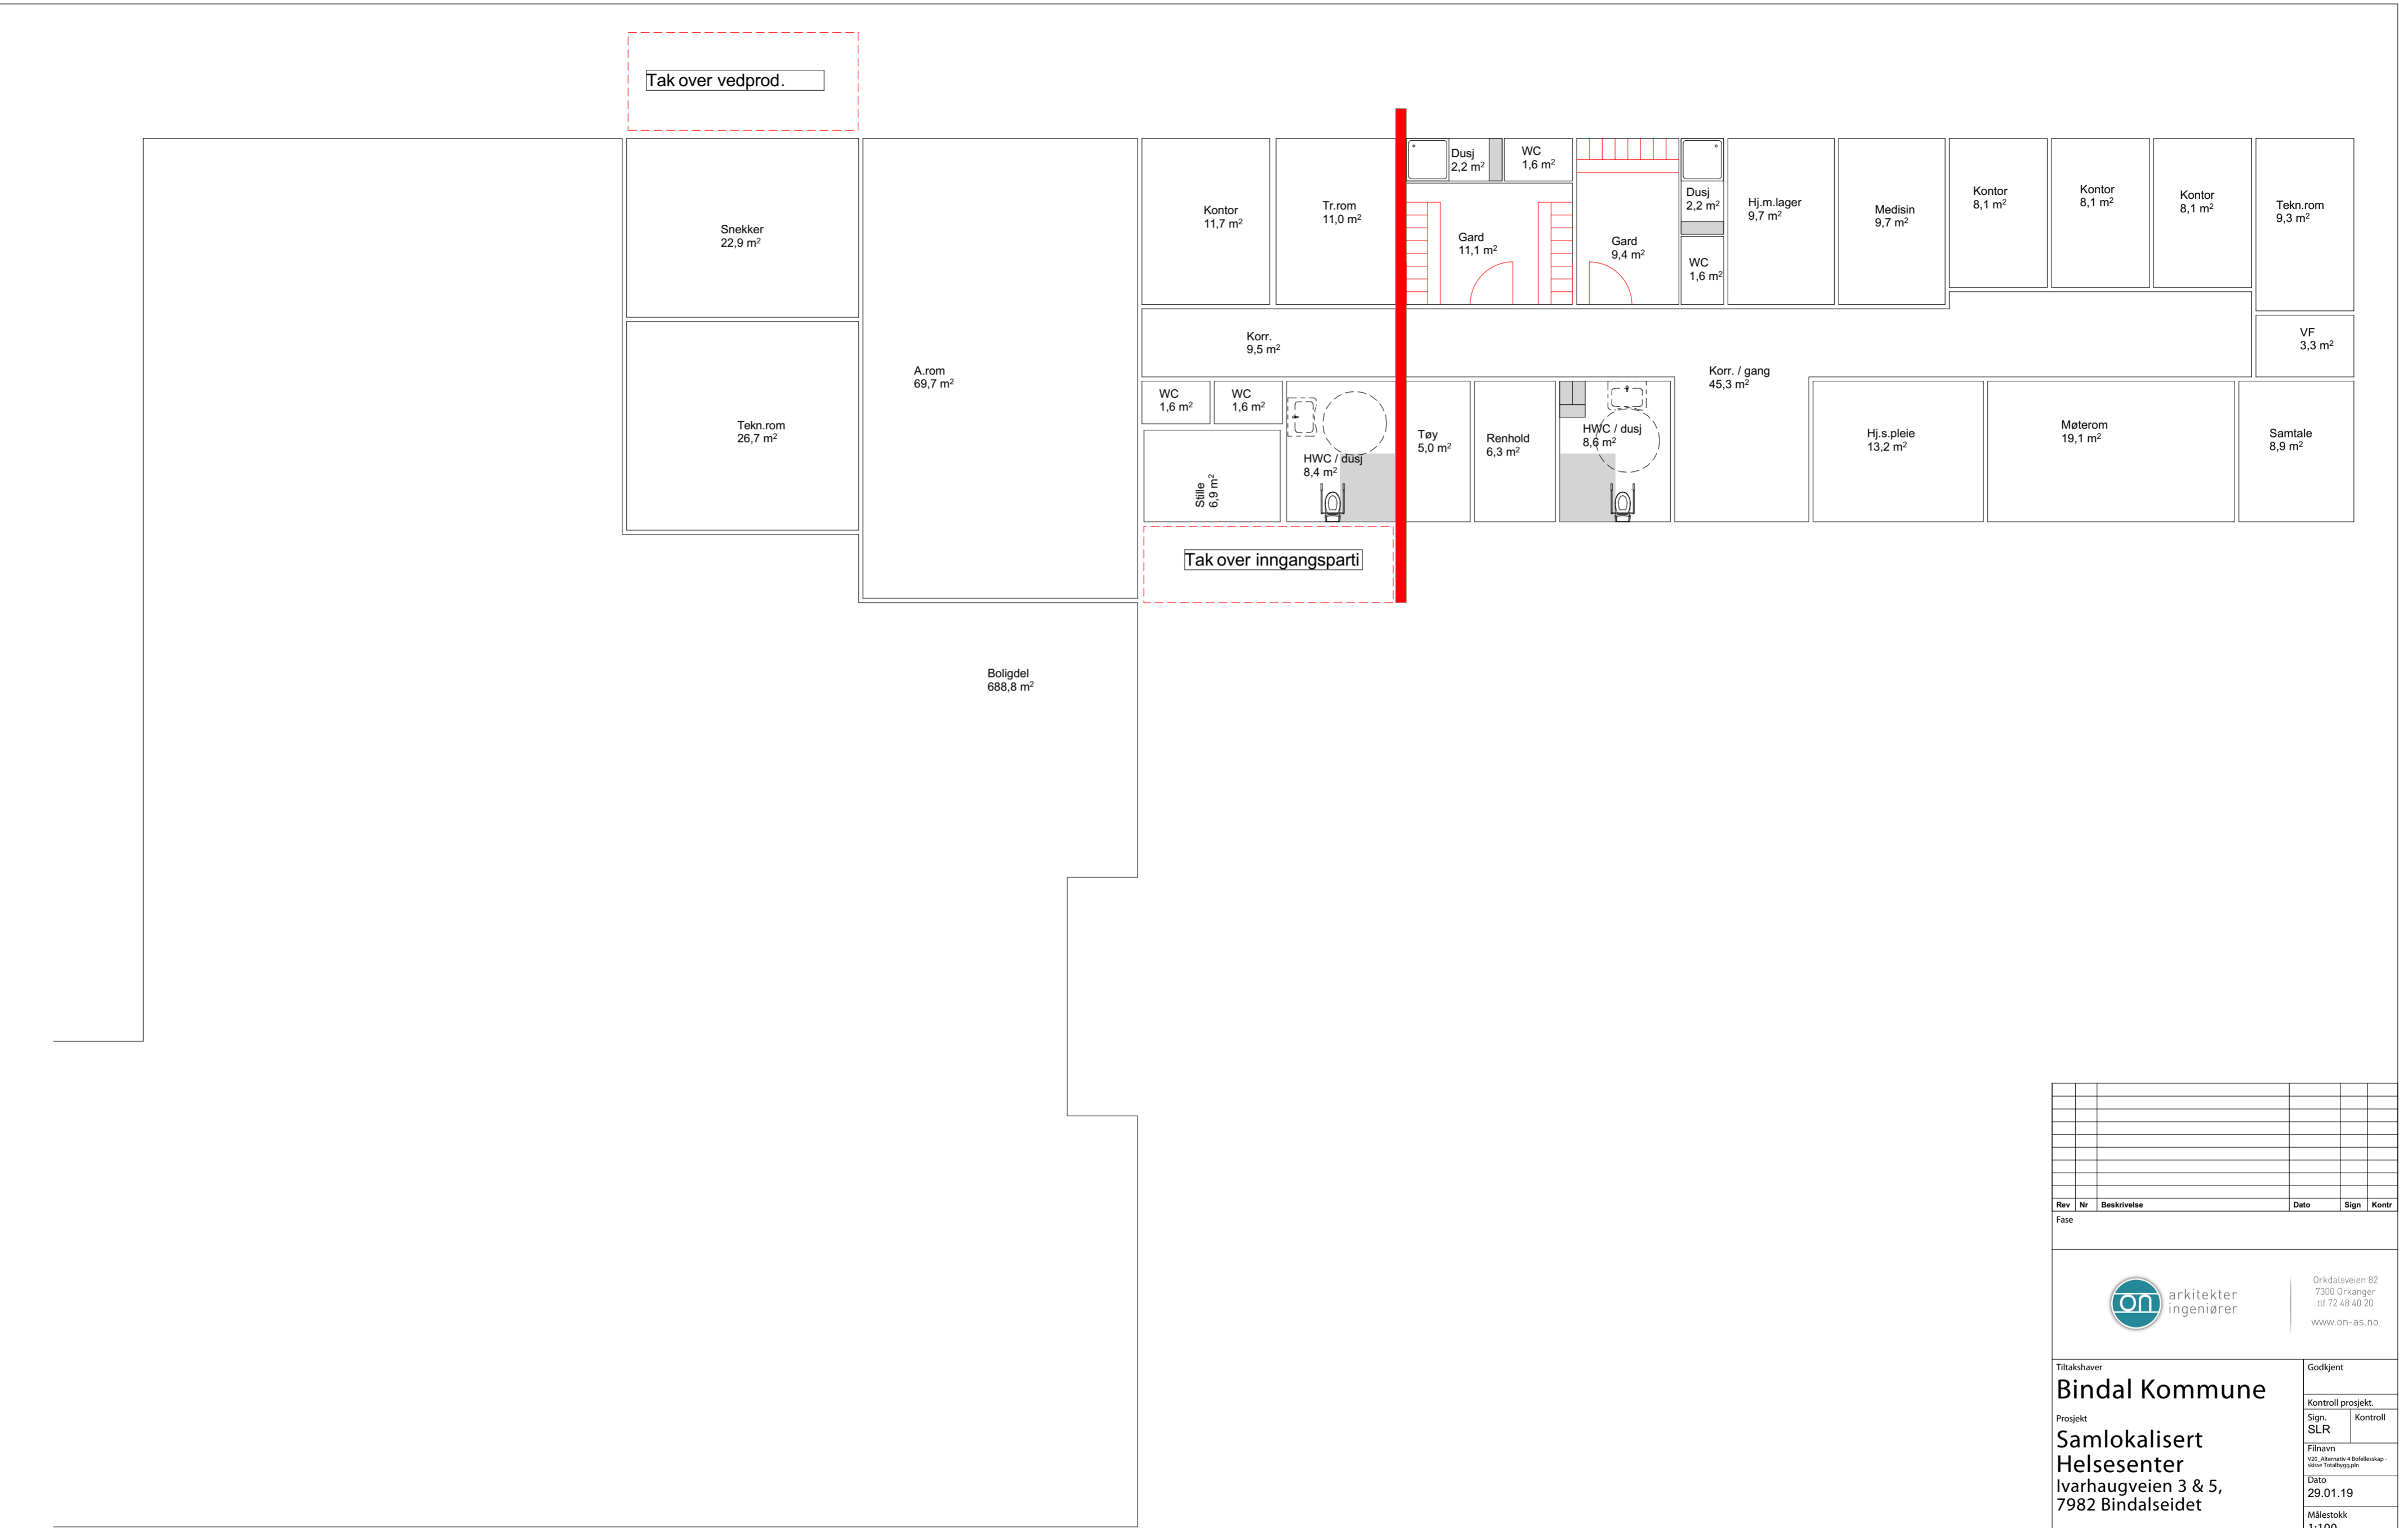 Tak over vedprod.
Snekker
22,9 m²
Tekn.rom
26,7 m²
A.rom
69,7 m²
Kontor
11,7 m²
Tr.rom
11,0 m²
Dusj
2,2 m²
WC
1,6 m²
Gard
11,1 m²
Gard
9,4 m²
Dusj
2,2 m²
WC
1,6 m²
Hj.m.lager
9,7 m²
Medisin
9,7 m²
Kontor
8,1 m²
Kontor
8,1 m²
Kontor
8,1 m²
Tekn.rom
9,3 m²
VF
3,3 m²
Korr.
9,5 m²
Korr. / gang
45,3 m²
WC
1,6 m²
WC
1,6 m²
Stille
6,9 m²
HWC / dusj
8,4 m²
Tøy
5,0 m²
Renhold
6,3 m²
HWC / dusj
8,6 m²
Hj.s.pleie
13,2 m²
Møterom
19,1 m²
Samtale
8,9 m²
Tak over inngangsparti
Boligdel
688,8 m²
Rev Nr Beskrivelse Dato Sign Kontr
Fase
on arkitekter
ingeniører
Orkdalsveien 82
7300 Orkanger
tlf 72 48 40 20
www.on-as.no
Tiltakshaver
Bindal Kommune
Prosjekt
Samlokalisert
Helsesenter
Ivarhaugveien 3 & 5,
7982 Bindalseidet
Godkjent
Kontroll prosjekt.
Sign. Kontroll
SLR
Filnavn
V20_Alternativ 4 Bofellesskap -
skisse Totalbygg.pln
Dato
29.01.19
Målestokk
1:100